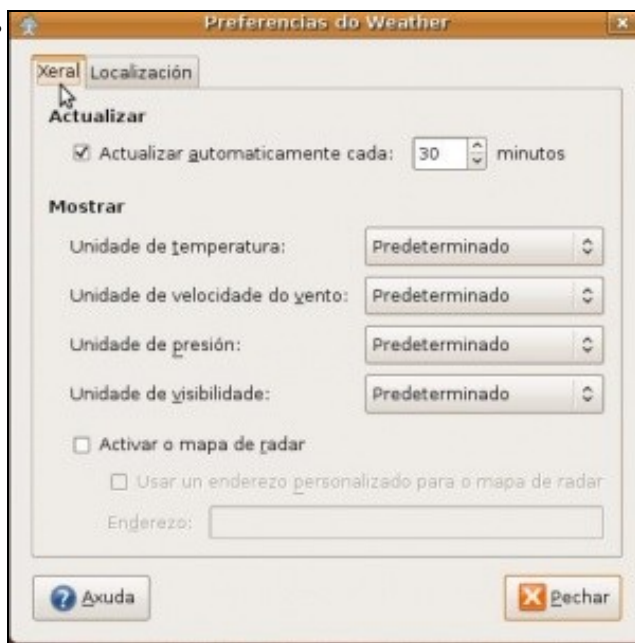 Preferencias do Weather
Xeral Localización
Actualizar
Actualizar automaticamente cada: 30 minutos
Mostrar
Unidade de temperatura: Predeterminado
Unidade de velocidade do vento: Predeterminado
Unidade de presión: Predeterminado
Unidade de visibilidade: Predeterminado
Activar o mapa de radar
Usar un enderezo personalizado para o mapa de radar
Enderezo:
Axuda Pechar